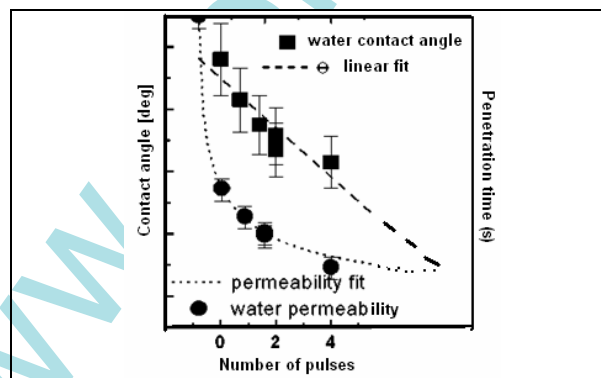 water contact angle
linear fit
Contact angle [deg]
Penetration time (s)
permeability fit
water permeability
0 2 4
Number of pulses
WWW